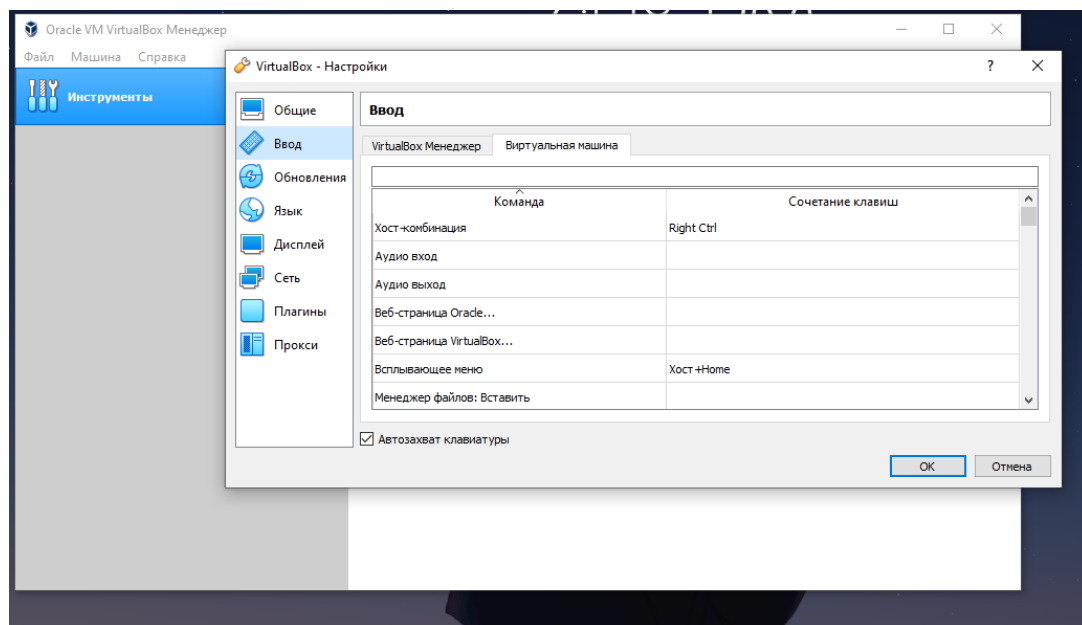 Oracle VM VirtualBox Менеджер
Файл Машина Справка
Инструменты
VirtualBox - Настройки
?
Общие
Ввод
Обновления
Язык
Дисплей
Сеть
Плагины
Прокси
Ввод
VirtualBox Менеджер Виртуальная машина
Команда Сочетание клавиш
Хост-комбинация Right Ctrl
Аудио вход
Аудио выход
Веб-страница Oracle...
Веб-страница VirtualBox...
Всплывающее меню Хост+Home
Менеджер файлов: Вставить
Автозахват клавиатуры
OK Отмена